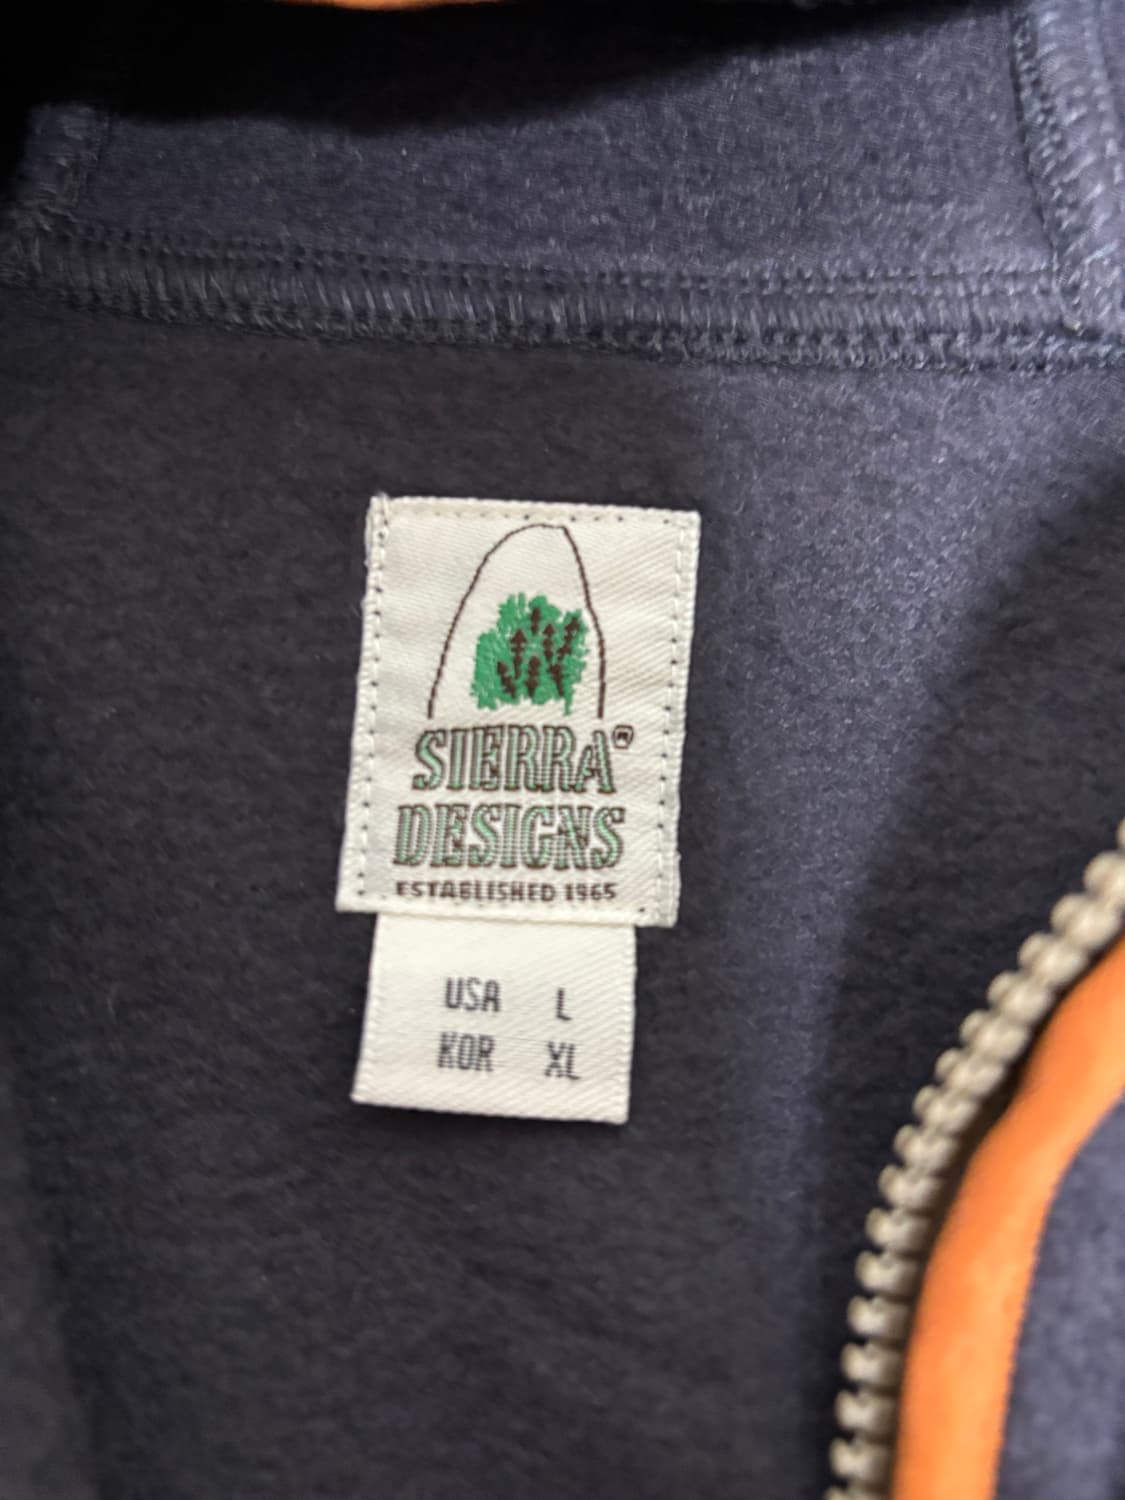 SIERRA®
DESIGNS
ESTABLISHED 1965
USA L
KOR XL